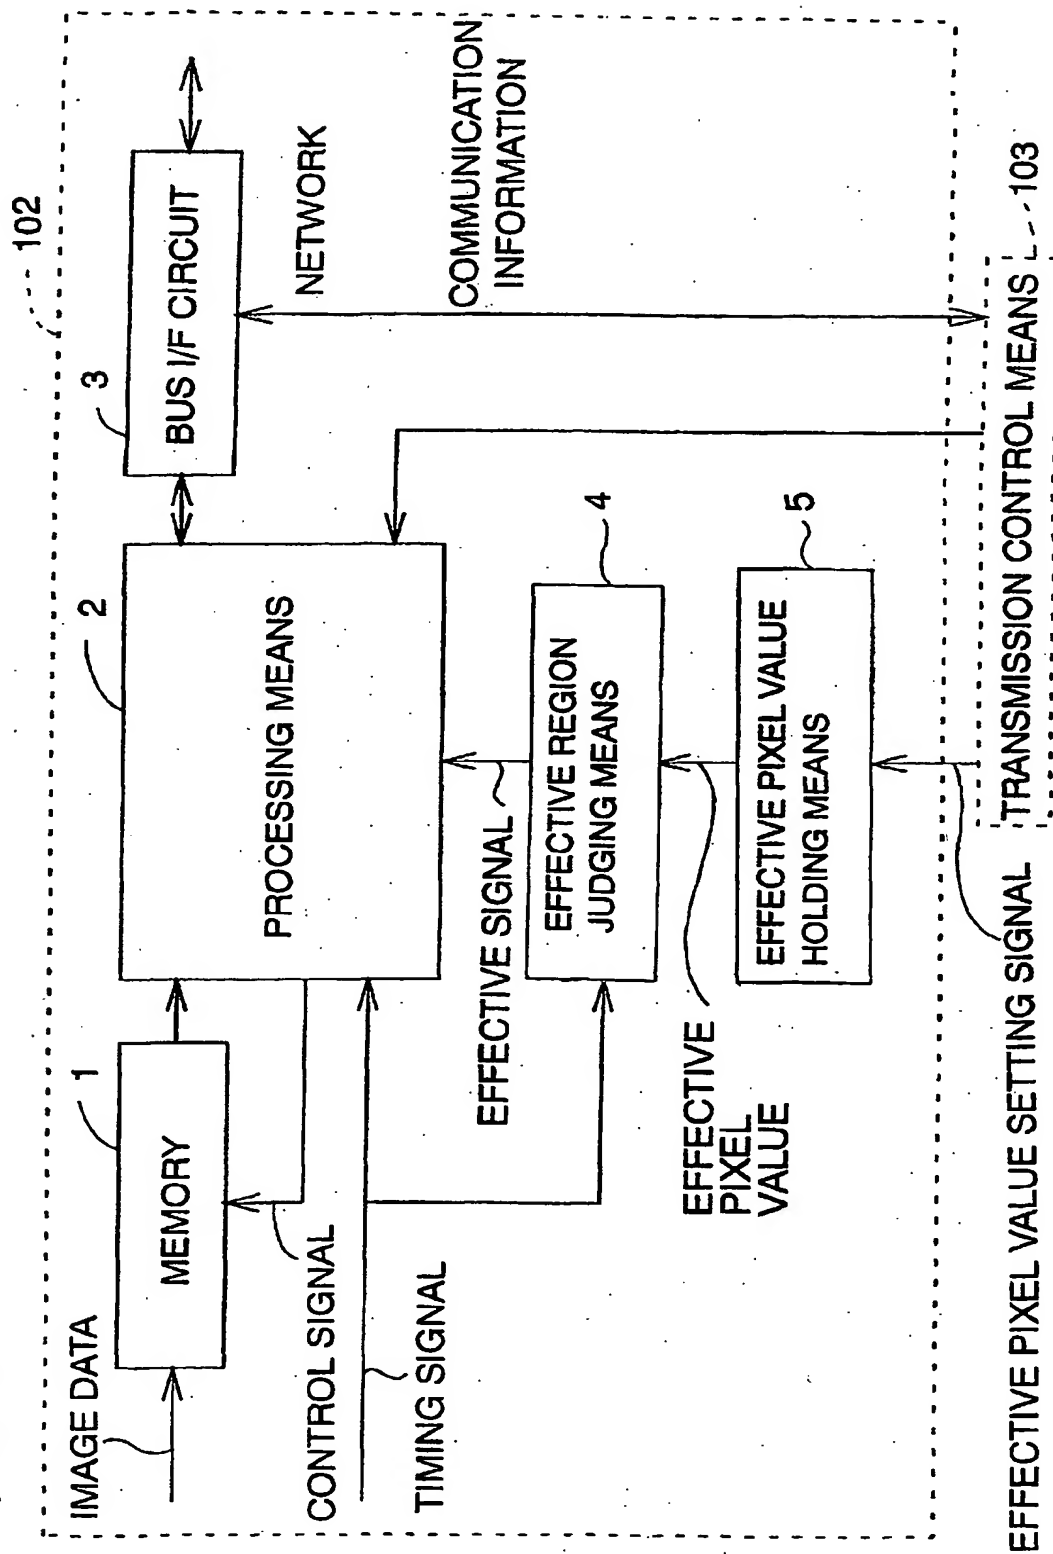 102
IMAGE DATA
1
MEMORY
2
PROCESSING MEANS
3
BUS I/F CIRCUIT
NETWORK
CONTROL SIGNAL
TIMING SIGNAL
EFFECTIVE SIGNAL
4
EFFECTIVE REGION
JUDGING MEANS
COMMUNICATION
INFORMATION
EFFECTIVE
PIXEL
VALUE
5
EFFECTIVE PIXEL VALUE
HOLDING MEANS
EFFECTIVE PIXEL VALUE SETTING SIGNAL
TRANSMISSION CONTROL MEANS
103